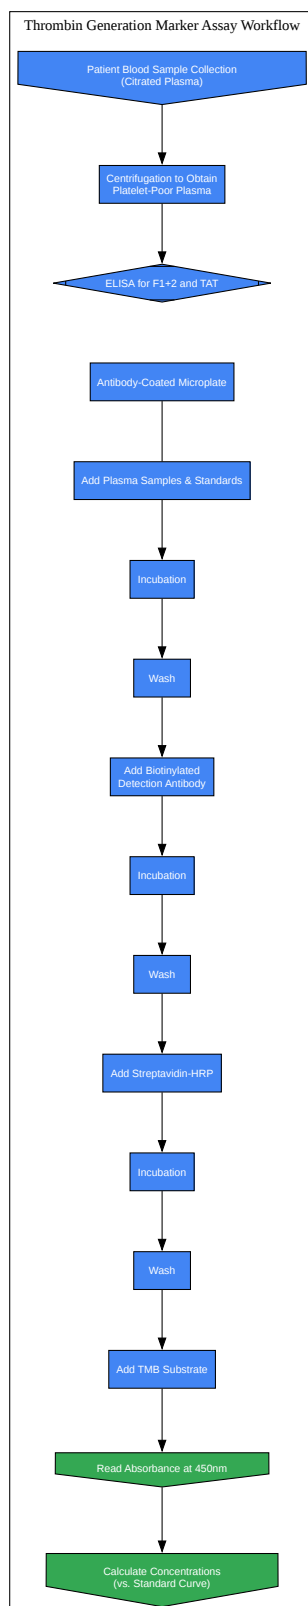 Thrombin Generation Marker Assay Workflow
Patient Blood Sample Collection
(Citrated Plasma)
Centrifugation to Obtain
Platelet-Poor Plasma
ELISA for F1+2 and TAT
Antibody-Coated Microplate
Add Plasma Samples & Standards
Incubation
Wash
Add Biotinylated
Detection Antibody
Incubation
Wash
Add Streptavidin-HRP
Incubation
Wash
Add TMB Substrate
Read Absorbance at 450nm
Calculate Concentrations
(vs. Standard Curve)